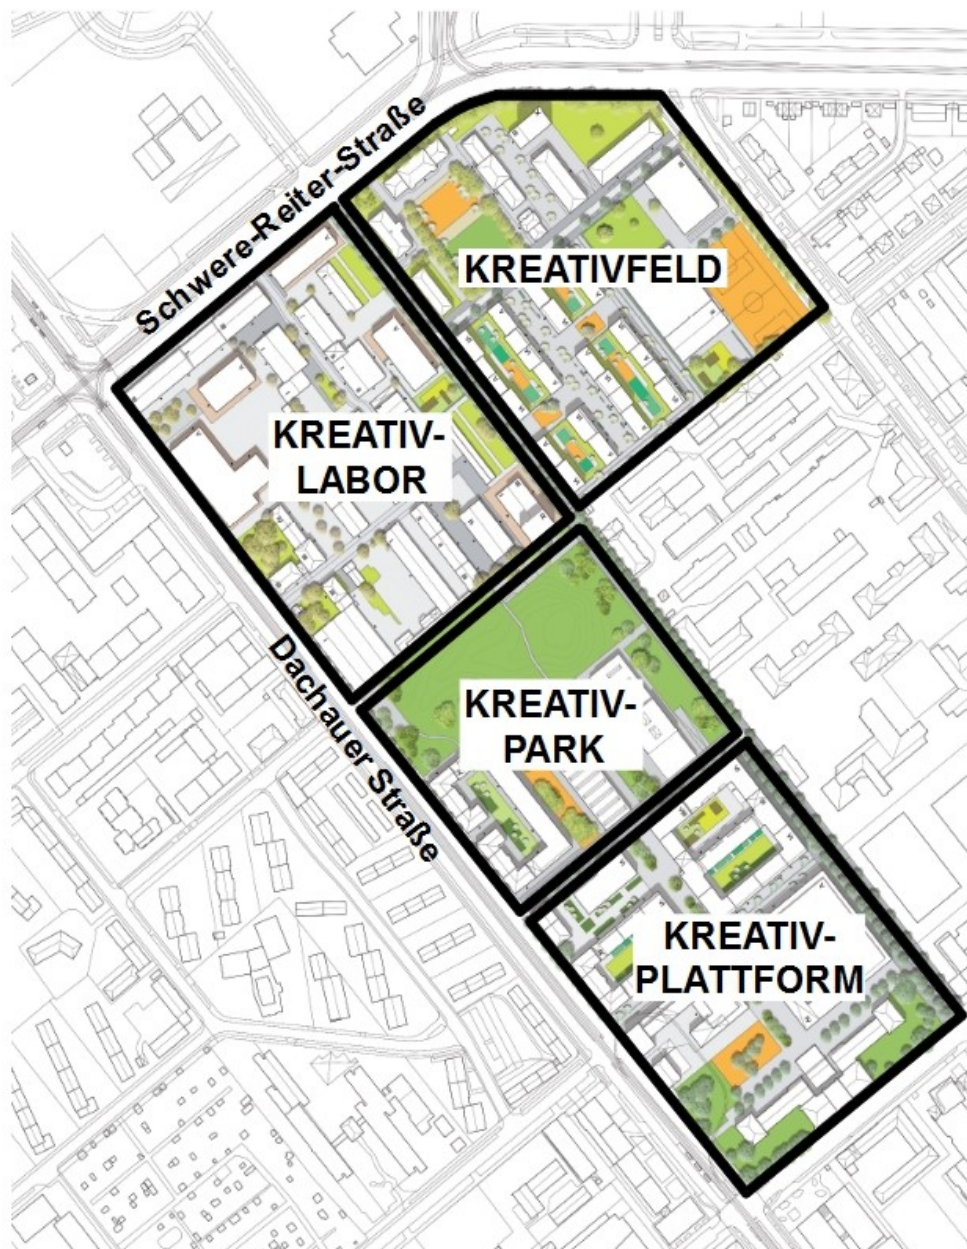 Schwere-Reiter-Straße
KREATIVFELD
KREATIV-
LABOR
Dachauer Straße
KREATIV-
PARK
KREATIV-
PLATTFORM